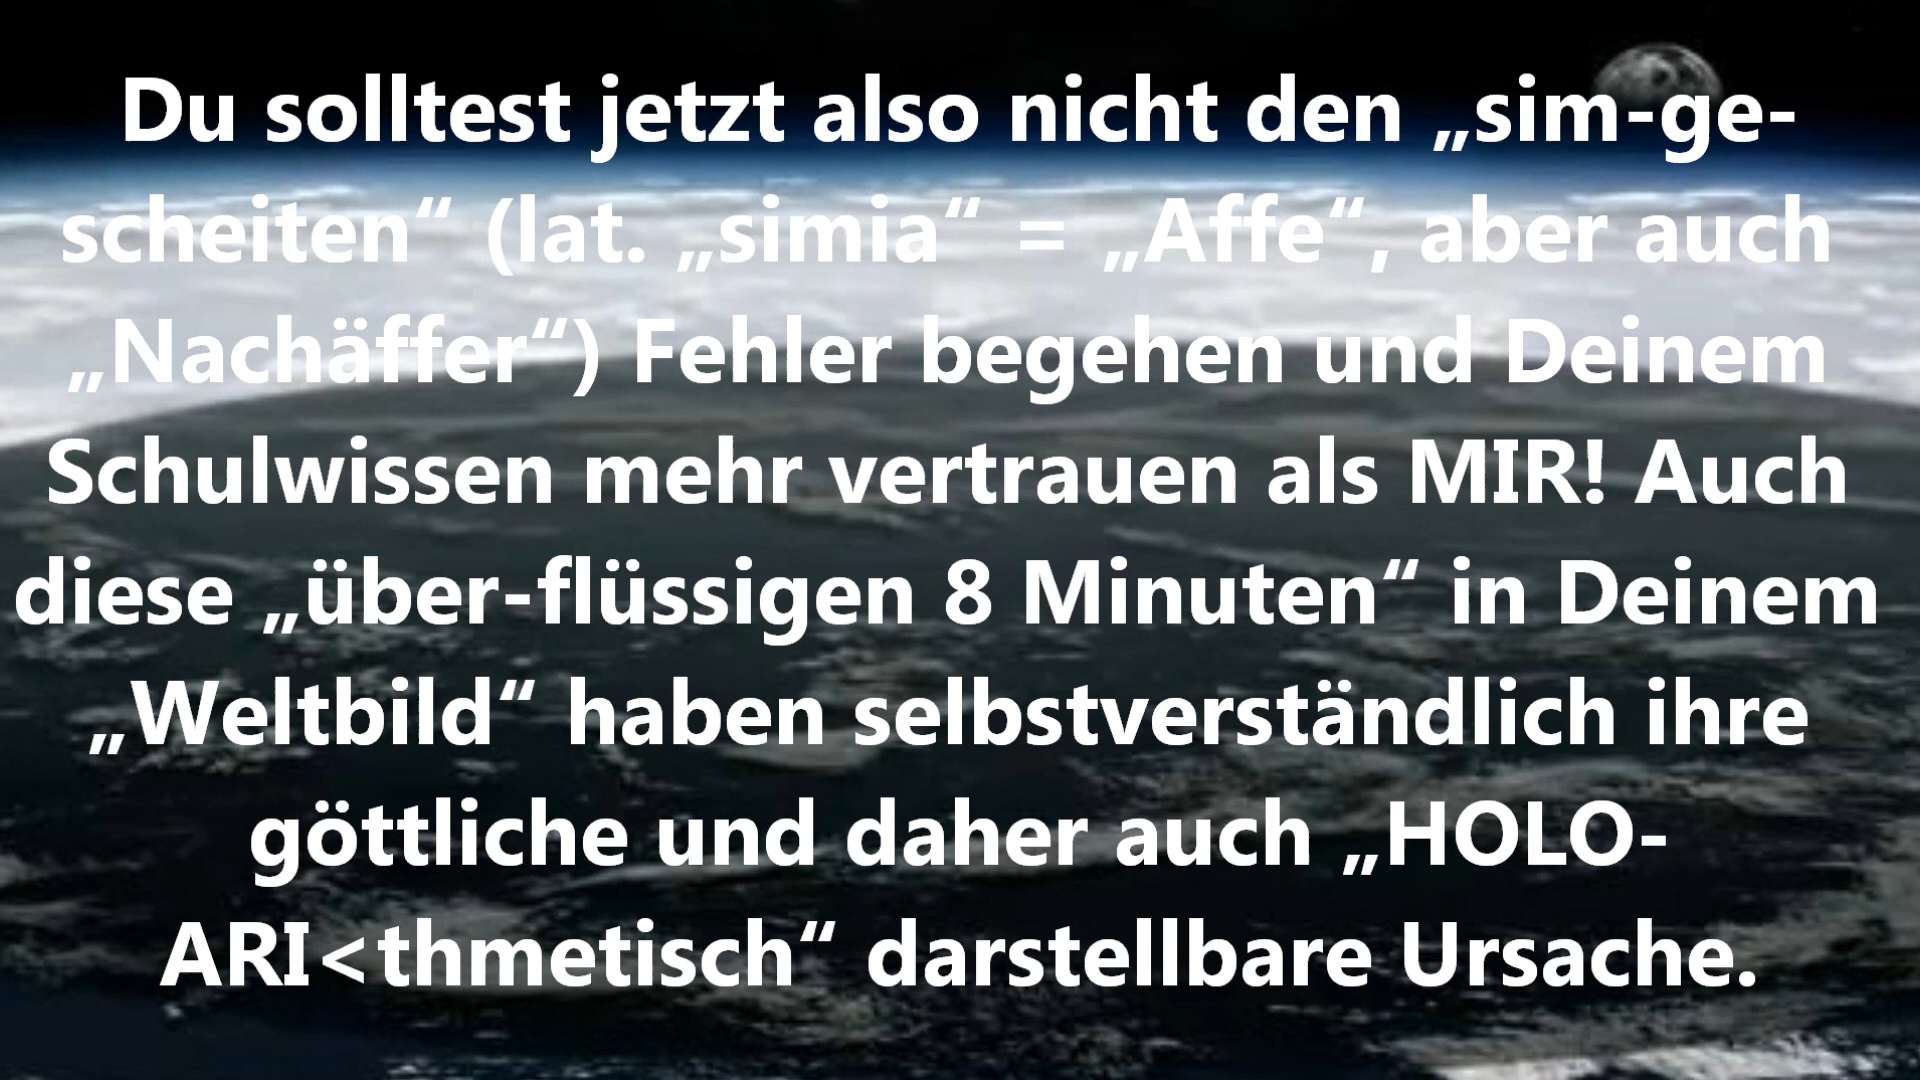 Du solltest jetzt also nicht den „sim-ge-
scheiten“ (lat. „simia“ = „Affe“, aber auch
„Nachäffer“) Fehler begehen und Deinem
Schulwissen mehr vertrauen als MIR! Auch
diese „über-flüssigen 8 Minuten“ in Deinem
„Weltbild“ haben selbstverständlich ihre
göttliche und daher auch „HOLO-
ARI<thmetisch“ darstellbare Ursache.